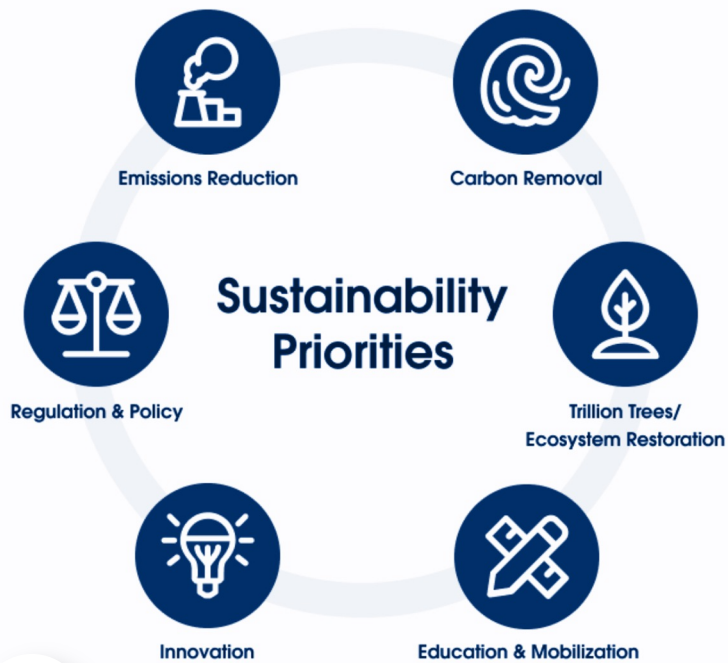 Emissions Reduction
Carbon Removal
Sustainability
Priorities
Regulation & Policy
Trillion Trees/
Ecosystem Restoration
Innovation
Education & Mobilization